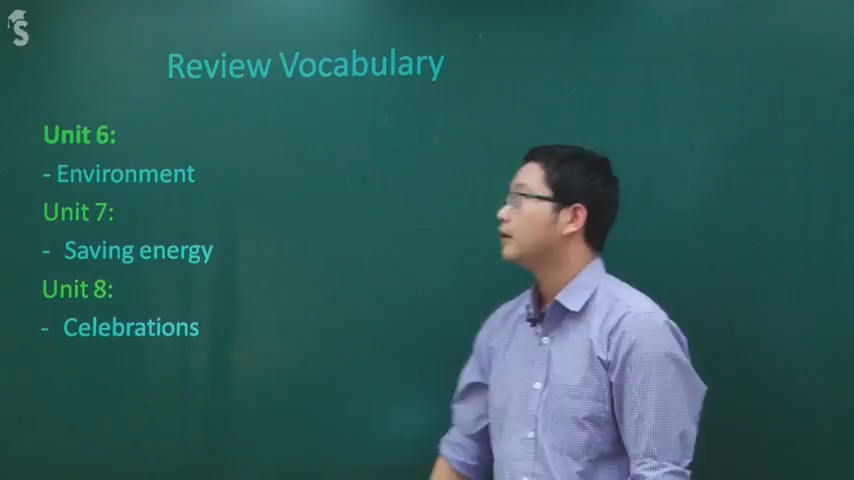 S
Review Vocabulary
Unit 6:
- Environment
Unit 7:
- Saving energy
Unit 8:
- Celebrations